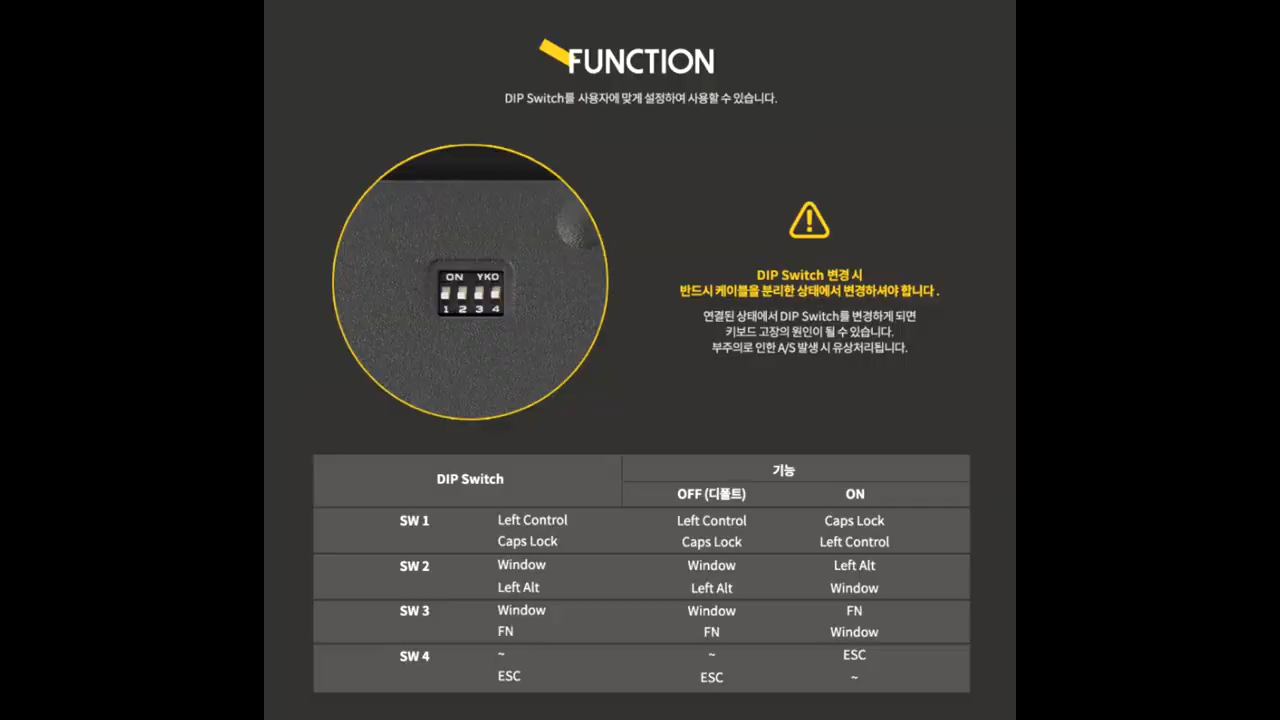 FUNCTION
DIP Switch를 사용자에 맞게 설정하여 사용할 수 있습니다.
ON YKO
1 2 3 4
DIP Switch 변경 시
반드시 케이블을 분리한 상태에서 변경하셔야 합니다 .
연결된 상태에서 DIP Switch를 변경하게 되면
키보드 고장의 원인이 될 수 있습니다.
부주의로 인한 A/S 발생 시 유상처리됩니다.
DIP Switch 기능
OFF (디폴트) ON
SW 1 Left Control Left Control Caps Lock
Caps Lock Caps Lock Left Control
SW 2 Window Window Left Alt
Left Alt Left Alt Window
SW 3 Window Window FN
FN FN Window
SW 4 ~ ~ ESC
ESC ESC ~